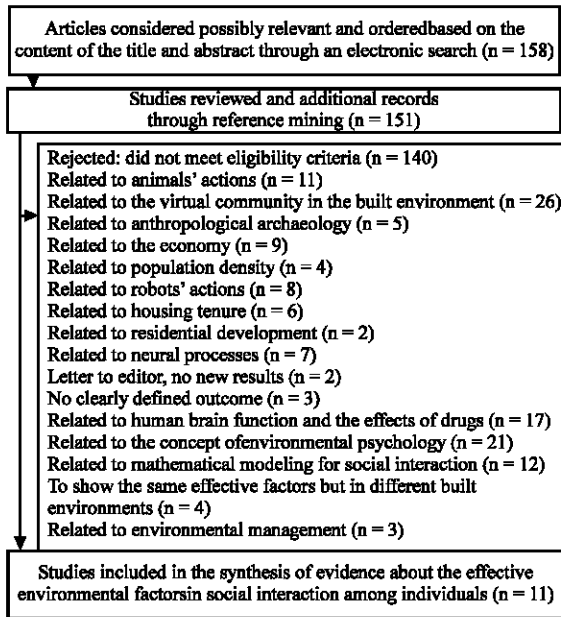 Articles considered possibly relevant and orderedbased on the
content of the title and abstract through an electronic search (n = 158)
Studies reviewed and additional records
through reference mining (n = 151)
Rejected: did not meet eligibility criteria (n = 140)
Related to animals' actions (n = 11)
Related to the virtual community in the built environment (n = 26)
Related to anthropological archaeology (n = 5)
Related to the economy (n = 9)
Related to population density (n = 4)
Related to robots' actions (n = 8)
Related to housing tenure (n = 6)
Related to residential development (n = 2)
Related to neural processes (n = 7)
Letter to editor, no new results (n = 2)
No clearly defined outcome (n = 3)
Related to human brain function and the effects of drugs (n = 17)
Related to the concept ofenvironmental psychology (n = 21)
Related to mathematical modeling for social interaction (n = 12)
To show the same effective factors but in different built
environments (n = 4)
Related to environmental management (n = 3)
Studies included in the synthesis of evidence about the effective
environmental factorsin social interaction among individuals (n = 11)